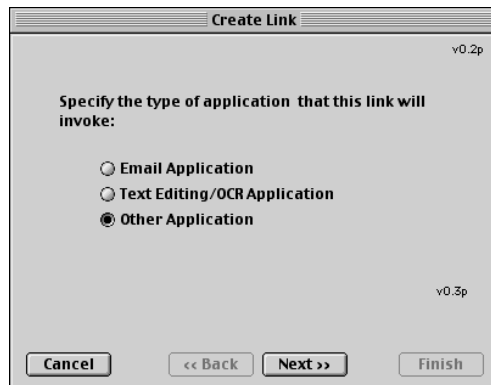 Create Link
v0.2p
Specify the type of application that this link will
invoke:
Email Application
Text Editing/OCR Application
Other Application
v0.3p
Cancel
<< Back
Next >>
Finish